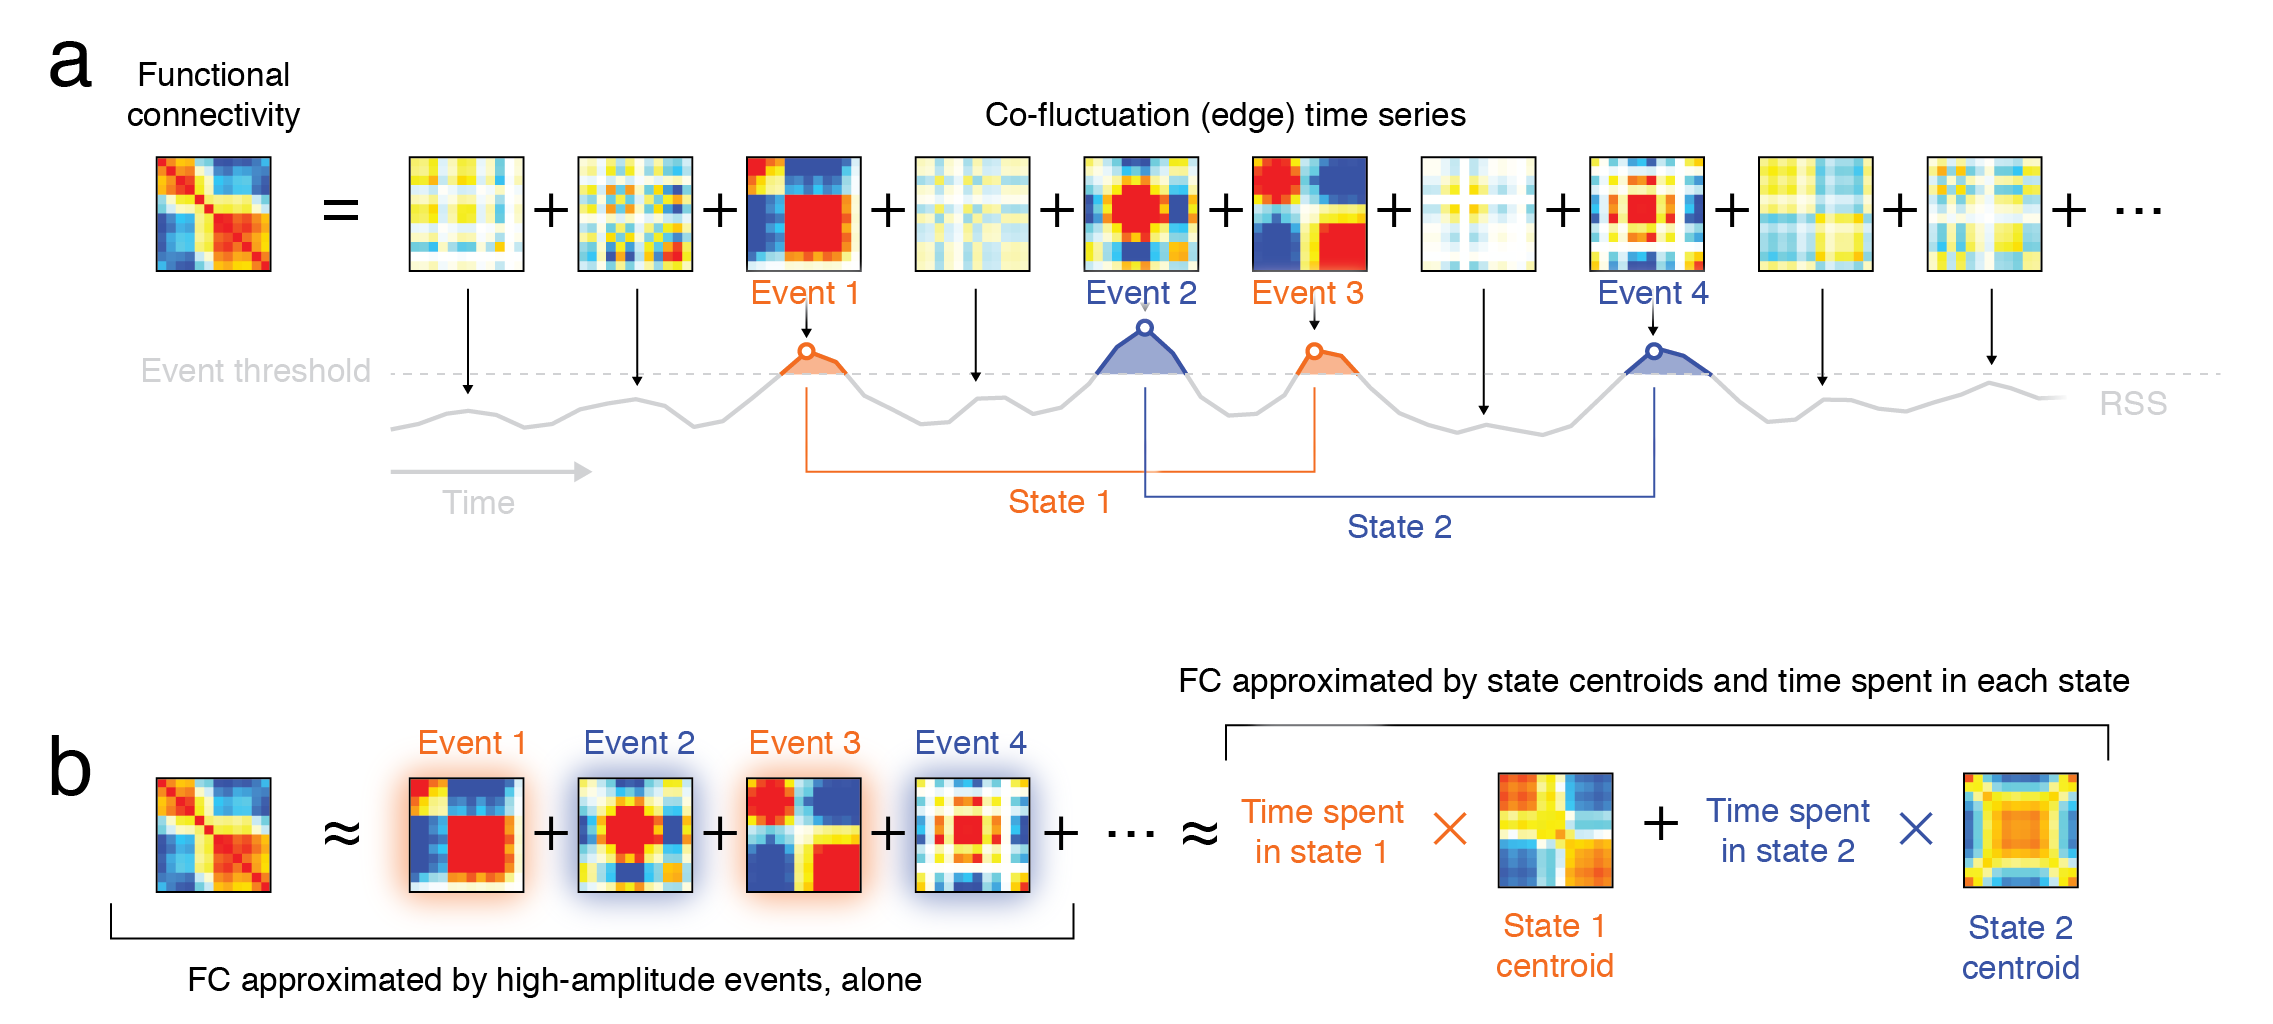 a
Functional
connectivity
Co-fluctuation (edge) time series
=
+ + + + + + + + + + ...
Event 1
Event 2
Event 3
Event 4
Event threshold
RSS
Time
State 1
State 2
FC approximated by state centroids and time spent in each state
b
Event 1
Event 2
Event 3
Event 4
≈
+ + + + ... ≈
Time spent
in state 1
×
+
Time spent
in state 2
×
State 1
centroid
State 2
centroid
FC approximated by high-amplitude events, alone